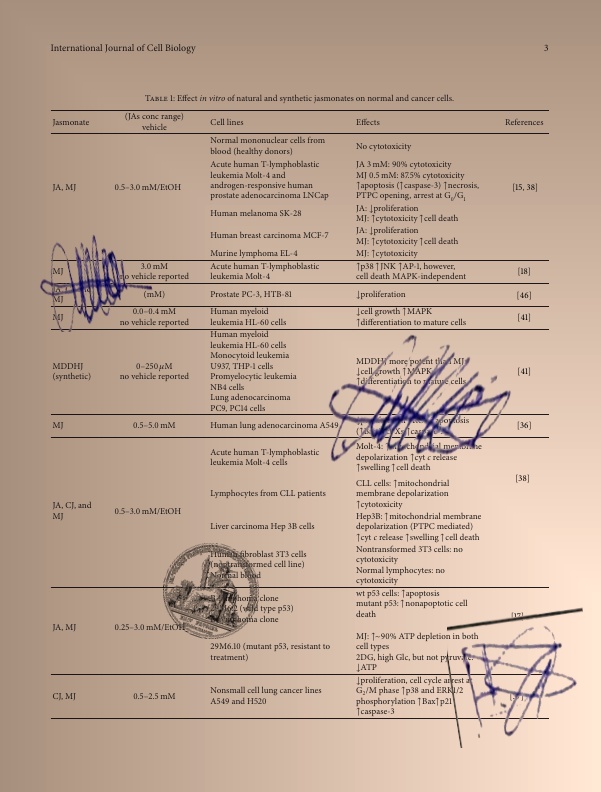 International Journal of Cell Biology 3
TABLE 1: Effect in vitro of natural and synthetic jasmonates on normal and cancer cells.
Jasmonate (JAs conc range) vehicle Cell lines Effects References
Normal mononuclear cells from
blood (healthy donors)
No cytotoxicity
JA, MJ 0.5–3.0 mM/EtOH
Acute human T-lymphoblastic
leukemia Molt-4 and
androgen-responsive human
prostate adenocarcinoma LNCap
JA 3 mM: 90% cytotoxicity
MJ 0.5 mM: 87.5% cytotoxicity
↑apoptosis (↑caspase-3) ↑necrosis,
PTPC opening, arrest at G0/G1
[15, 38]
Human melanoma SK-28
JA: ↓proliferation
MJ: ↑cytotoxicity ↑cell death
Human breast carcinoma MCF-7
JA: ↓proliferation
MJ: ↑cytotoxicity ↑cell death
Murine lymphoma EL-4 MJ: ↑cytotoxicity
MJ
3.0 mM
no vehicle reported
Acute human T-lymphoblastic
leukemia Molt-4
↑p38 ↑JNK ↑AP-1, however,
cell death MAPK-independent
[18]
MJ (mM) Prostate PC-3, HTB-81 ↓proliferation [46]
MJ
0.0–0.4 mM
no vehicle reported
Human myeloid
leukemia HL-60 cells
↓cell growth ↑MAPK
↑differentiation to mature cells
[41]
MDDHJ
(synthetic)
0–250 μM
no vehicle reported
Human myeloid
leukemia HL-60 cells
Monocytoid leukemia
U937, THP-1 cells
Promyelocytic leukemia
NB4 cells
Lung adenocarcinoma
PC9, PC14 cells
MDDHJ more potent than MJ
↓cell growth ↑MAPK
↑differentiation to mature cells
[41]
MJ 0.5–5.0 mM Human lung adenocarcinoma A549 [36]
JA, CJ, and
MJ
0.5–3.0 mM/EtOH
Acute human T-lymphoblastic
leukemia Molt-4 cells
Molt-4: ↑mitochondrial membrane
depolarization ↑cyt c release
↑swelling ↑cell death
[38]
Lymphocytes from CLL patients
CLL cells: ↑mitochondrial
membrane depolarization
↑cytotoxicity
Liver carcinoma Hep 3B cells
Hep3B: ↑mitochondrial membrane
depolarization (PTPC mediated)
↑cyt c release ↑swelling ↑cell death
Human fibroblast 3T3 cells
(nontransformed cell line)
Normal blood
Nontransformed 3T3 cells: no
cytotoxicity
Normal lymphocytes: no
cytotoxicity
JA, MJ 0.25–3.0 mM/EtOH
clone
(wild type p53)
clone
29M6.10 (mutant p53, resistant to
treatment)
wt p53 cells: ↑apoptosis
mutant p53: ↑nonapoptotic cell
death
MJ: ↑~90% ATP depletion in both
cell types
2DG, high Glc, but not pyruvate:
↓ATP
CJ, MJ 0.5–2.5 mM
Nonsmall cell lung cancer lines
A549 and H520
↓proliferation, cell cycle arrest at
G2/M phase ↑p38 and ERK1/2
phosphorylation ↑Bax↑p21
↑caspase-3